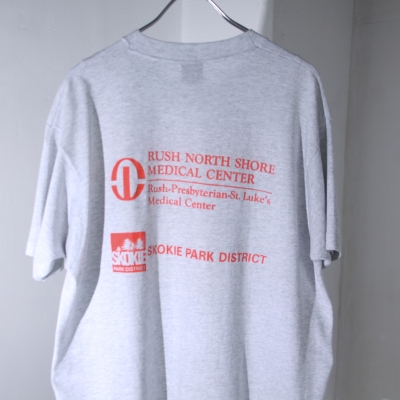 RUSH NORTH SHORE
MEDICAL CENTER
Rush-Presbyterian-St. Luke's
Medical Center
SKOKIE
PARK DISTRICT
SKOKIE PARK DISTRICT